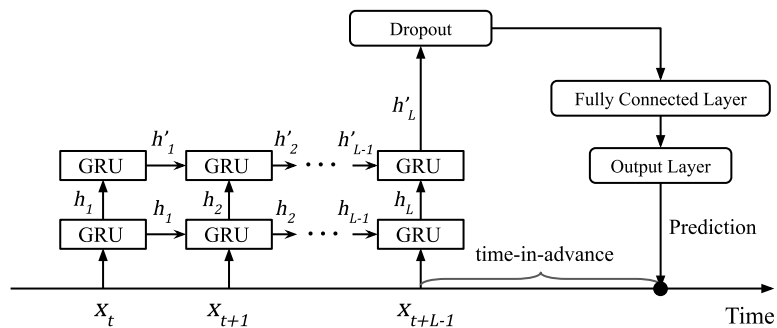 Dropout
h'L
Fully Connected Layer
h'1
h'2
h'L-1
GRU
GRU
···
GRU
Output Layer
h1
h2
hL
h1
h2
hL-1
GRU
GRU
···
GRU
Prediction
time-in-advance
xt
xt+1
xt+L-1
Time